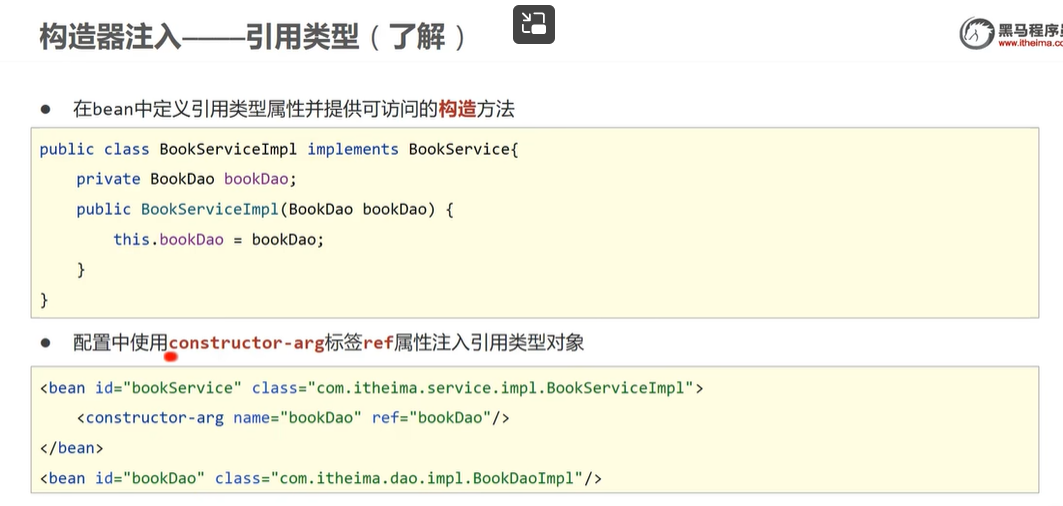 构造器注入——引用类型（了解）
黑马程序员
www.itheima.co
● 在bean中定义引用类型属性并提供可访问的构造方法
public class BookServiceImpl implements BookService{
    private BookDao bookDao;
    public BookServiceImpl(BookDao bookDao) {
        this.bookDao = bookDao;
    }
}
● 配置中使用constructor-arg标签ref属性注入引用类型对象
<bean id="bookService" class="com.itheima.service.impl.BookServiceImpl">
    <constructor-arg name="bookDao" ref="bookDao"/>
</bean>
<bean id="bookDao" class="com.itheima.dao.impl.BookDaoImpl"/>